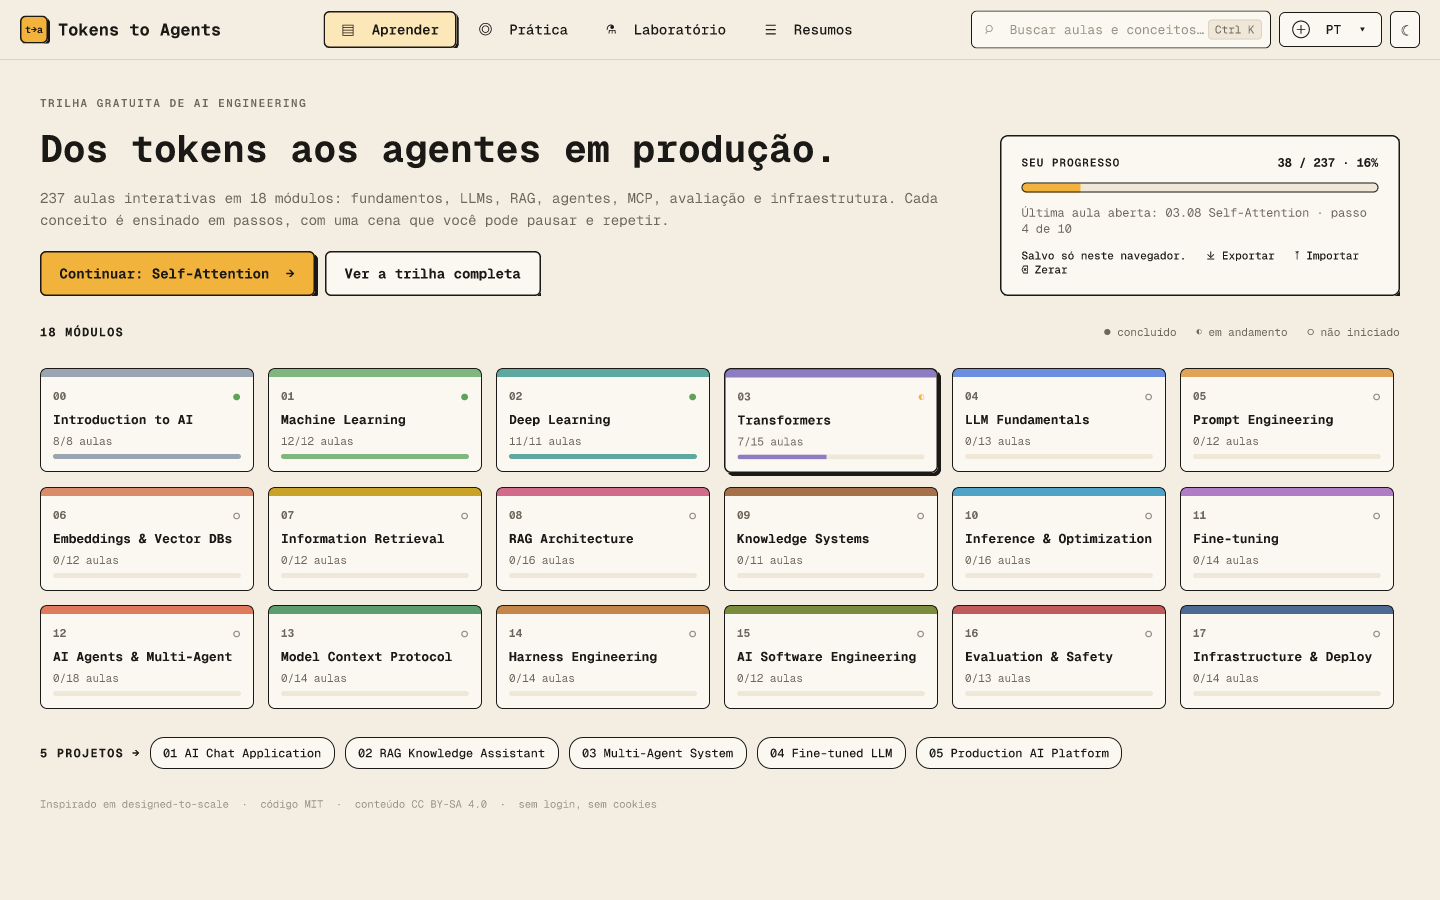 t→a Tokens to Agents
Aprender
Prática
Laboratório
Resumos
Buscar aulas e conceitos… Ctrl K
PT
TRILHA GRATUITA DE AI ENGINEERING
Dos tokens aos agentes em produção.
237 aulas interativas em 18 módulos: fundamentos, LLMs, RAG, agentes, MCP, avaliação e infraestrutura. Cada
conceito é ensinado em passos, com uma cena que você pode pausar e repetir.
Continuar: Self-Attention →
Ver a trilha completa
SEU PROGRESSO 38 / 237 · 16%
Última aula aberta: 03.08 Self-Attention · passo
4 de 10
Salvo só neste navegador. Exportar Importar
Zerar
18 MÓDULOS
concluído em andamento não iniciado
00
Introduction to AI
8/8 aulas
01
Machine Learning
12/12 aulas
02
Deep Learning
11/11 aulas
03
Transformers
7/15 aulas
04
LLM Fundamentals
0/13 aulas
05
Prompt Engineering
0/12 aulas
06
Embeddings & Vector DBs
0/12 aulas
07
Information Retrieval
0/12 aulas
08
RAG Architecture
0/16 aulas
09
Knowledge Systems
0/11 aulas
10
Inference & Optimization
0/16 aulas
11
Fine-tuning
0/14 aulas
12
AI Agents & Multi-Agent
0/18 aulas
13
Model Context Protocol
0/14 aulas
14
Harness Engineering
0/14 aulas
15
AI Software Engineering
0/12 aulas
16
Evaluation & Safety
0/13 aulas
17
Infrastructure & Deploy
0/14 aulas
5 PROJETOS →
01 AI Chat Application
02 RAG Knowledge Assistant
03 Multi-Agent System
04 Fine-tuned LLM
05 Production AI Platform
Inspirado em designed-to-scale · código MIT · conteúdo CC BY-SA 4.0 · sem login, sem cookies